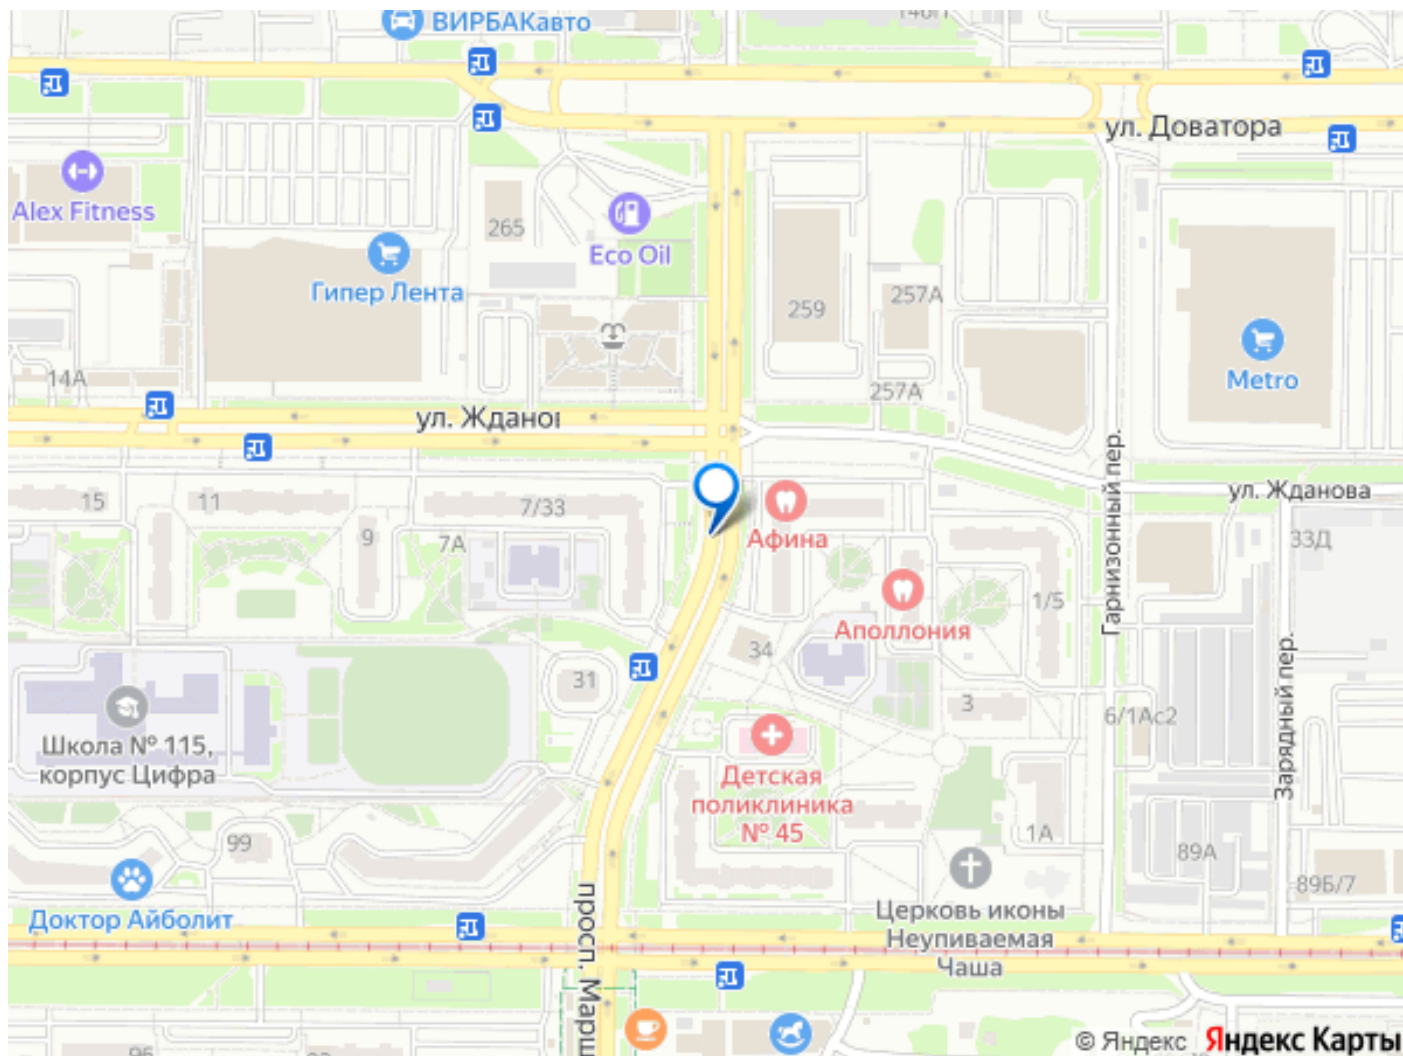 ВИРБАКавто
ул. Доватора
Alex Fitness
265
Eco Oil
Гипер Лента
259
257А
Metro
14А
257А
ул. Ждано
Гарнизонный пер.
ул. Жданова
15
11
7/33
9
7А
Афина
33Д
1/5
Аполлония
34
31
3
6/1Ас2
Зарядный пер.
Школа № 115,
корпус Цифра
Детская
поликлиника
№ 45
99
1А
89А
89Б/7
Доктор Айболит
просп. Марш
Церковь иконы
Неупиваемая
Чаша
© Яндекс Яндекс Карты